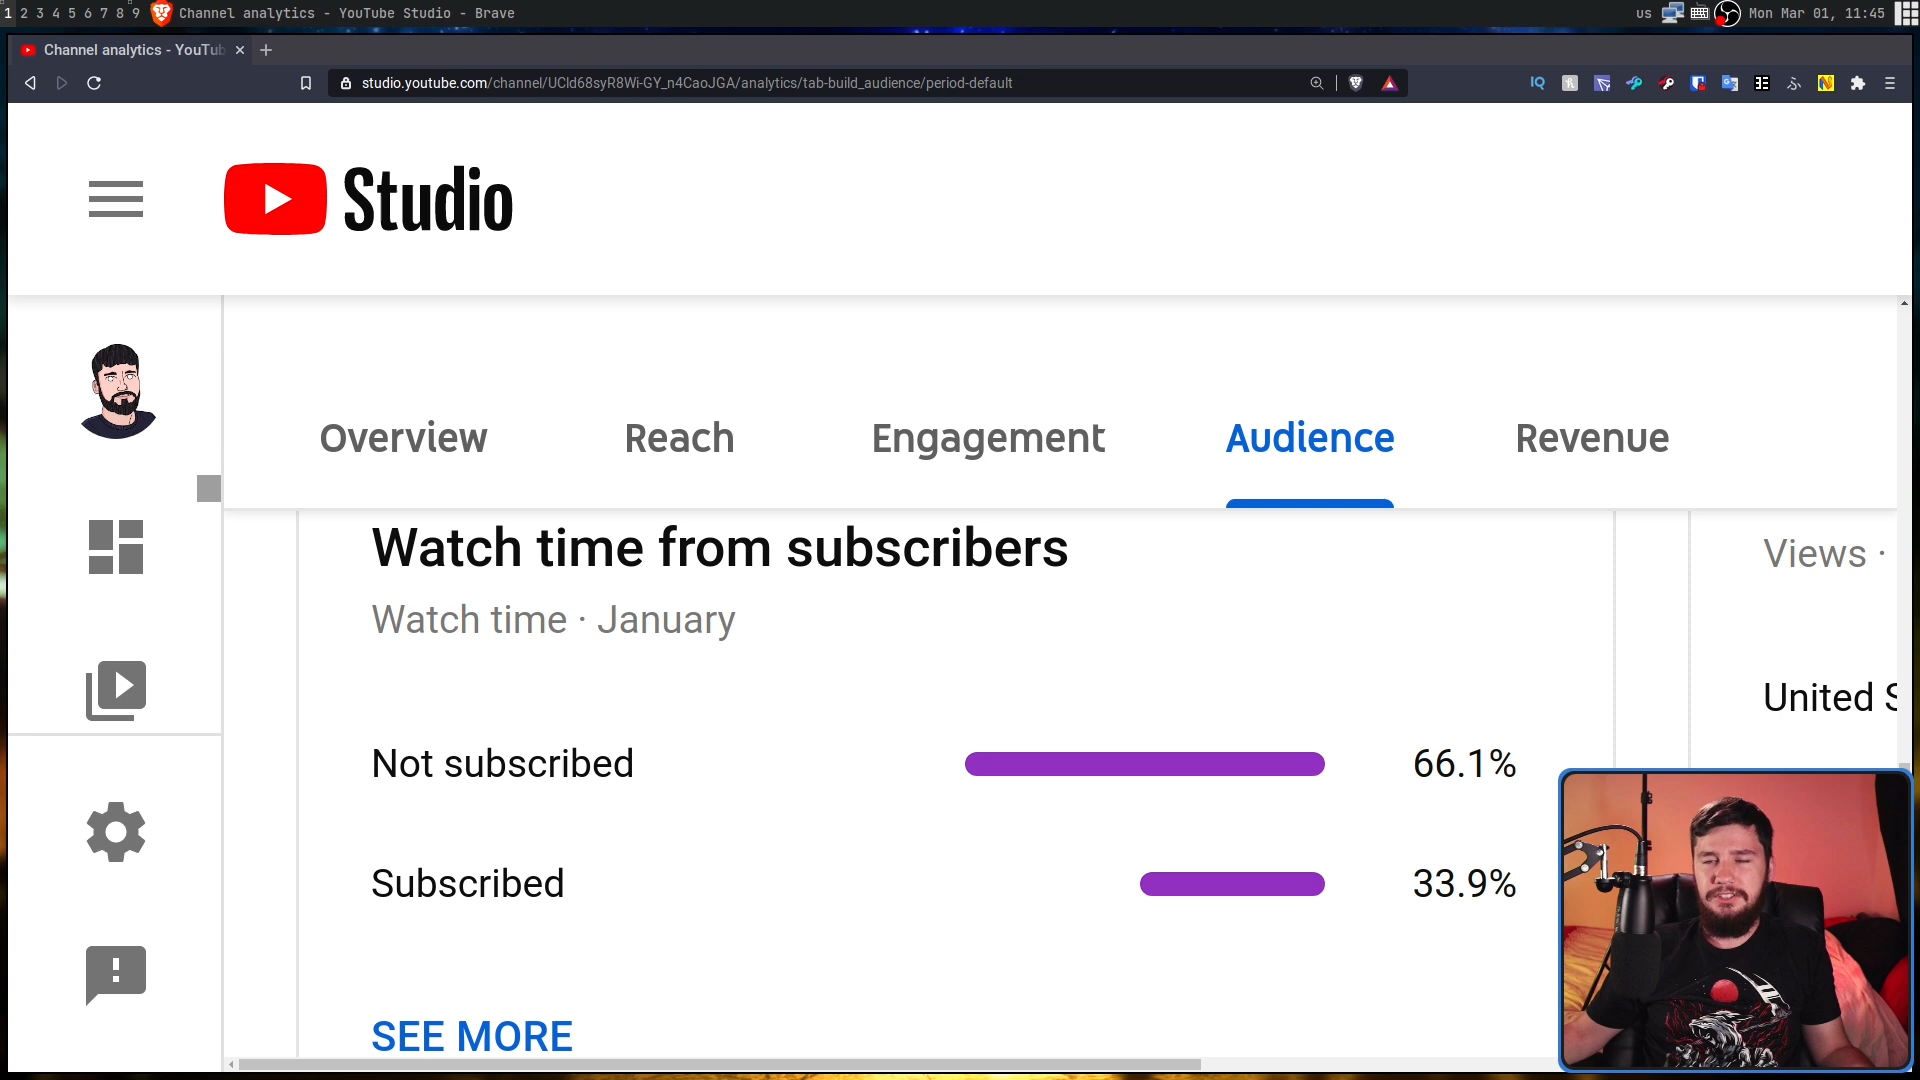 1 2 3 4 5 6 7 8 9 Channel analytics - YouTube Studio - Brave
us Mon Mar 01, 11:45
Channel analytics - YouTub
studio.youtube.com/channel/UCld68syR8Wi-GY_n4CaoJGA/analytics/tab-build_audience/period-default
IQ
Studio
Overview Reach Engagement Audience Revenue
Watch time from subscribers
Watch time · January
Views ·
United S
Not subscribed 66.1%
Subscribed 33.9%
SEE MORE